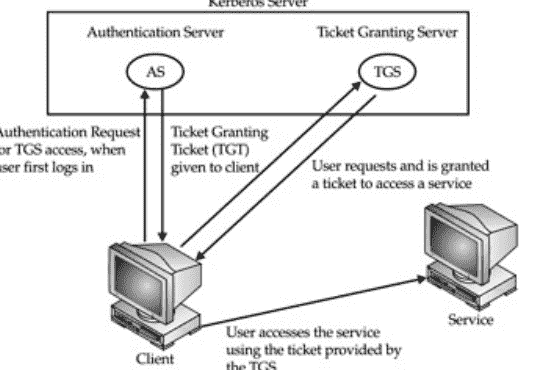 Kerberos Server
Authentication Server
Ticket Granting Server
AS
TGS
Authentication Request
for TGS access, when
user first logs in
Ticket Granting
Ticket (TGT)
given to client
User requests and is granted
a ticket to access a service
Service
User accesses the service
using the ticket provided by
the TGS
Client